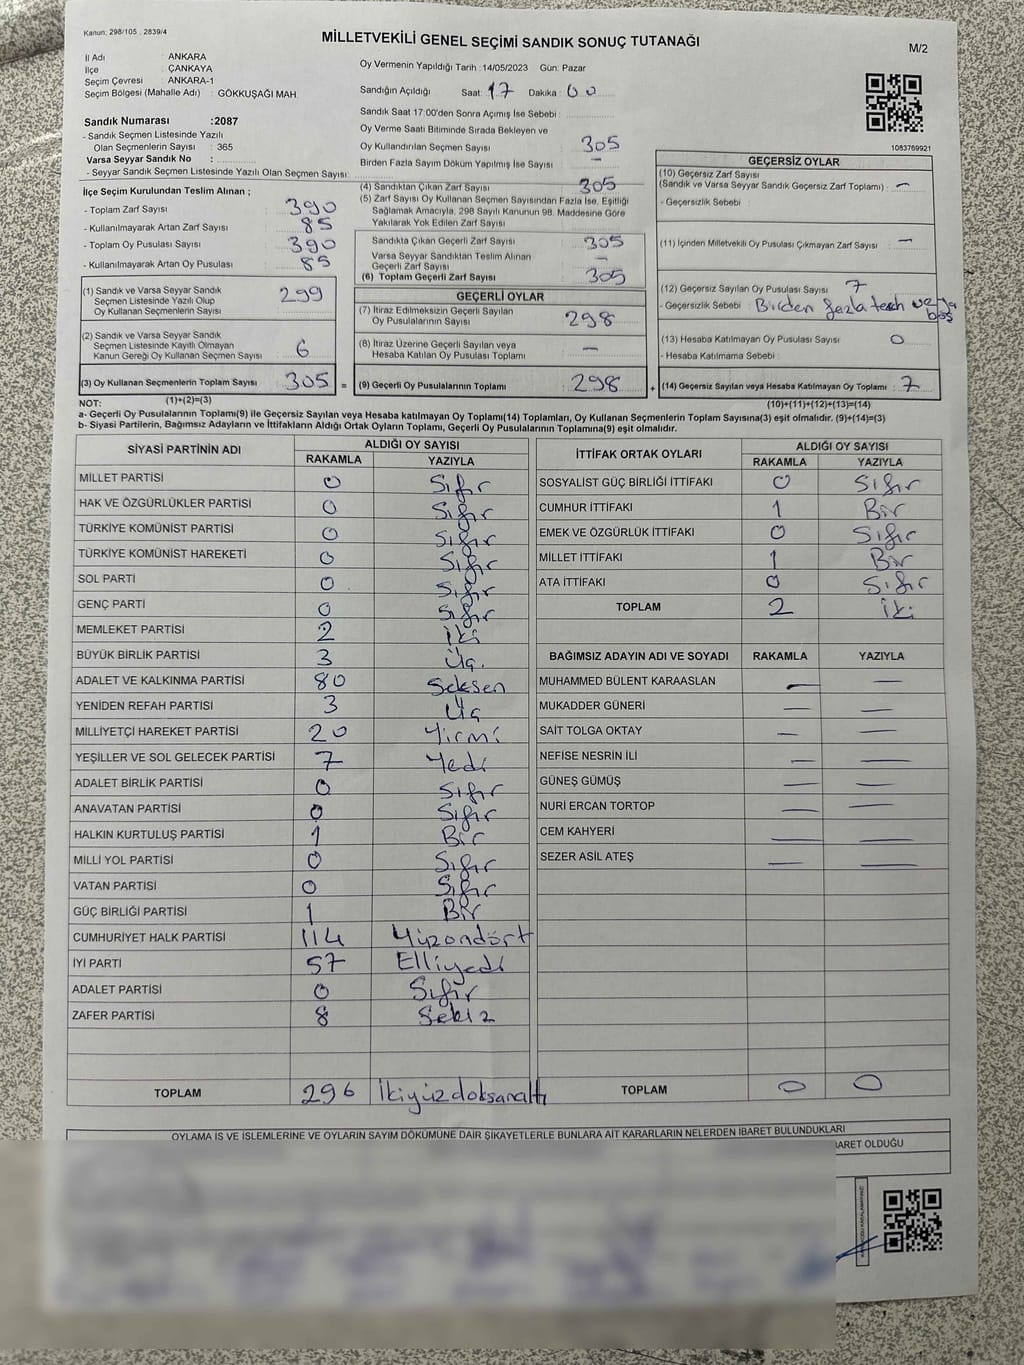 Kanun: 298/105 , 2839/4
MİLLETVEKİLİ GENEL SEÇİMİ SANDIK SONUÇ TUTANAĞI
M/2
İl Adı : ANKARA
İlçe : ÇANKAYA
Seçim Çevresi : ANKARA-1
Seçim Bölgesi (Mahalle Adı) : GÖKKUŞAĞI MAH.
Oy Vermenin Yapıldığı Tarih :14/05/2023 Gün: Pazar
Sandığın Açıldığı Saat: 17 Dakika : 00
Sandık Saat 17:00'den Sonra Açımış İse Sebebi :
Oy Verme Saati Bitiminde Sırada Bekleyen ve
Oy Kullandırılan Seçmen Sayısı 305
Birden Fazla Sayım Döküm Yapılmış İse Sayısı : —
Sandık Numarası :2087
- Sandık Seçmen Listesinde Yazılı
Olan Seçmenlerin Sayısı : 365
Varsa Seyyar Sandık No :
- Seyyar Sandık Seçmen Listesinde Yazılı Olan Seçmen Sayısı:
1083769921
İlçe Seçim Kurulundan Teslim Alınan ;
- Toplam Zarf Sayısı : 390
- Kullanılmayarak Artan Zarf Sayısı : 85
- Toplam Oy Pusulası Sayısı : 390
- Kullanılmayarak Artan Oy Pusulası : 85
(1) Sandık ve Varsa Seyyar Sandık
Seçmen Listesinde Yazılı Olup
Oy Kullanan Seçmenlerin Sayısı : 299
(2) Sandık ve Varsa Seyyar Sandık
Seçmen Listesinde Kayıtlı Olmayan
Kanun Gereği Oy Kullanan Seçmen Sayısı : 6
(3) Oy Kullanan Seçmenlerin Toplam Sayısı : 305 =
(4) Sandıktan Çıkan Zarf Sayısı 305
(5) Zarf Sayısı Oy Kullanan Seçmen Sayısından Fazla İse, Eşitliği
Sağlamak Amacıyla, 298 Sayılı Kanunun 98. Maddesine Göre
Yakılarak Yok Edilen Zarf Sayısı
Sandıkta Çıkan Geçerli Zarf Sayısı : 305
Varsa Seyyar Sandıktan Teslim Alınan
Geçerli Zarf Sayısı : —
(6) Toplam Geçerli Zarf Sayısı : 305
GEÇERLİ OYLAR
(7) İtiraz Edilmeksizin Geçerli Sayılan
Oy Pusulalarının Sayısı : 298
(8) İtiraz Üzerine Geçerli Sayılan veya
Hesaba Katılan Oy Pusulası Toplamı : —
(9) Geçerli Oy Pusulalarının Toplamı : 298 +
GEÇERSİZ OYLAR
(10) Geçersiz Zarf Sayısı
(Sandık ve Varsa Seyyar Sandık Geçersiz Zarf Toplamı) : —
- Geçersizlik Sebebi :
(11) İçinden Milletvekili Oy Pusulası Çıkmayan Zarf Sayısı : —
(12) Geçersiz Sayılan Oy Pusulası Sayısı : 7
- Geçersizlik Sebebi : Birden fazla tercih veya
boş
(13) Hesaba Katılmayan Oy Pusulası Sayısı : 0
- Hesaba Katılmama Sebebi :
(14) Geçersiz Sayılan veya Hesaba Katılmayan Oy Toplamı : 7
NOT: (1)+(2)=(3) (10)+(11)+(12)+(13)=(14)
a- Geçerli Oy Pusulalarının Toplamı(9) ile Geçersiz Sayılan veya Hesaba katılmayan Oy Toplamı(14) Toplamları, Oy Kullanan Seçmenlerin Toplam Sayısına(3) eşit olmalıdır. (9)+(14)=(3)
b- Siyasi Partilerin, Bağımsız Adayların ve İttifakların Aldığı Ortak Oyların Toplamı, Geçerli Oy Pusulalarının Toplamına(9) eşit olmalıdır.
SİYASİ PARTİNİN ADI ALDIĞI OY SAYISI
RAKAMLA YAZIYLA
MİLLET PARTİSİ 0 Sıfır
HAK VE ÖZGÜRLÜKLER PARTİSİ 0 Sıfır
TÜRKİYE KOMÜNİST PARTİSİ 0 Sıfır
TÜRKİYE KOMÜNİST HAREKETİ 0 Sıfır
SOL PARTİ 0 Sıfır
GENÇ PARTİ 0 Sıfır
MEMLEKET PARTİSİ 2 İki
BÜYÜK BİRLİK PARTİSİ 3 Üç.
ADALET VE KALKINMA PARTİSİ 80 Seksen
YENİDEN REFAH PARTİSİ 3 Üç
MİLLİYETÇİ HAREKET PARTİSİ 20 Yirmi
YEŞİLLER VE SOL GELECEK PARTİSİ 7 Yedi
ADALET BİRLİK PARTİSİ 0 Sıfır
ANAVATAN PARTİSİ 0 Sıfır
HALKIN KURTULUŞ PARTİSİ 1 Bir
MİLLİ YOL PARTİSİ 0 Sıfır
VATAN PARTİSİ 0 Sıfır
GÜÇ BİRLİĞİ PARTİSİ 1 Bir
CUMHURİYET HALK PARTİSİ 114 Yüzondört
İYİ PARTİ 57 Elliyedi
ADALET PARTİSİ 0 Sıfır
ZAFER PARTİSİ 8 Sekiz
TOPLAM 296 İkiyüzdoksanaltı
İTTİFAK ORTAK OYLARI ALDIĞI OY SAYISI
RAKAMLA YAZIYLA
SOSYALİST GÜÇ BİRLİĞİ İTTİFAKI 0 Sıfır
CUMHUR İTTİFAKI 1 Bir
EMEK VE ÖZGÜRLÜK İTTİFAKI 0 Sıfır
MİLLET İTTİFAKI 1 Bir
ATA İTTİFAKI 0 Sıfır
TOPLAM 2 İki
BAĞIMSIZ ADAYIN ADI VE SOYADI RAKAMLA YAZIYLA
MUHAMMED BÜLENT KARAASLAN — —
MUKADDER GÜNERİ — —
SAİT TOLGA OKTAY — —
NEFİSE NESRİN İLİ — —
GÜNEŞ GÜMÜŞ — —
NURİ ERCAN TORTOP — —
CEM KAHYERİ — —
SEZER ASİL ATEŞ — —
TOPLAM 0 0
OYLAMA İŞ VE İŞLEMLERİNE VE OYLARIN SAYIM DÖKÜMÜNE DAİR ŞİKAYETLERLE BUNLARA AİT KARARLARIN NELERDEN İBARET BULUNDUKLARI
BARET OLDUĞU